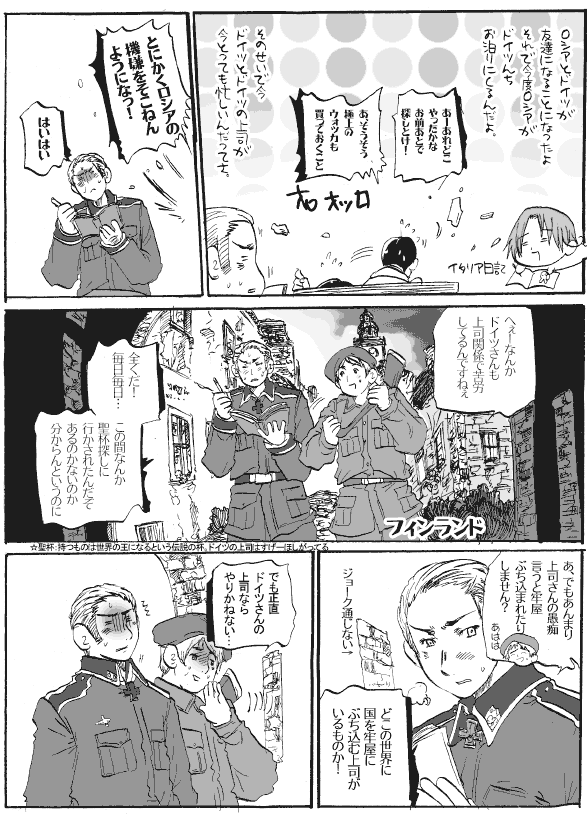 ロシアとドイツが
友達になることになったよ
それで今度ロシアが
ドイツんち
お泊りにくるんだよ。
あーあれどこ
やったかな
お前あとで
探しとけ！
あそうそう、
極上の
ウォッカも
買っておくこと
そのせいで今
ドイツとドイツの上司が
今とっても忙しいんだってさ。
イタリア日記
とにかくロシアの
機嫌をそこねん
ようになっ！
はいはい
へぇーなんか
ドイツさんも
上司関係で苦労
してるんですねぇ
全くだ！
毎日毎日…
この間なんか
聖杯探しに
行かされたんだぞ
あるのかないのか
分からんというのに
フィンランド
☆聖杯：持つものは世界の王になるという伝説の杯。ドイツの上司はすげーほしがってる
あ、でもあんまり
上司さんの愚痴
言うと牢屋
ぶち込まれたり
しません？
あはは
ジョーク通じない→
どこの世界に
国を牢屋に
ぶち込む上司が
いるものか！
でも正直
ドイツさんの
上司なら
やりかねない…